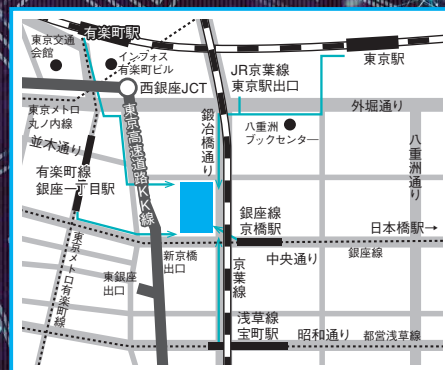 有楽町駅
東京交通
会館
インフォス
有楽町ビル
東京駅
JR京葉線
東京駅出口
西銀座JCT
外堀通り
東京メトロ
丸ノ内線
並木通り
鍛冶橋通り
八重洲
ブックセンター
八重洲通り
東京高速道路KK線
有楽町線
銀座一丁目駅
銀座線
京橋駅
日本橋駅→
東京メトロ有楽町線
新京橋
出口
中央通り
銀座線
東銀座
出口
京葉線
浅草線
宝町駅
昭和通り
都営浅草線